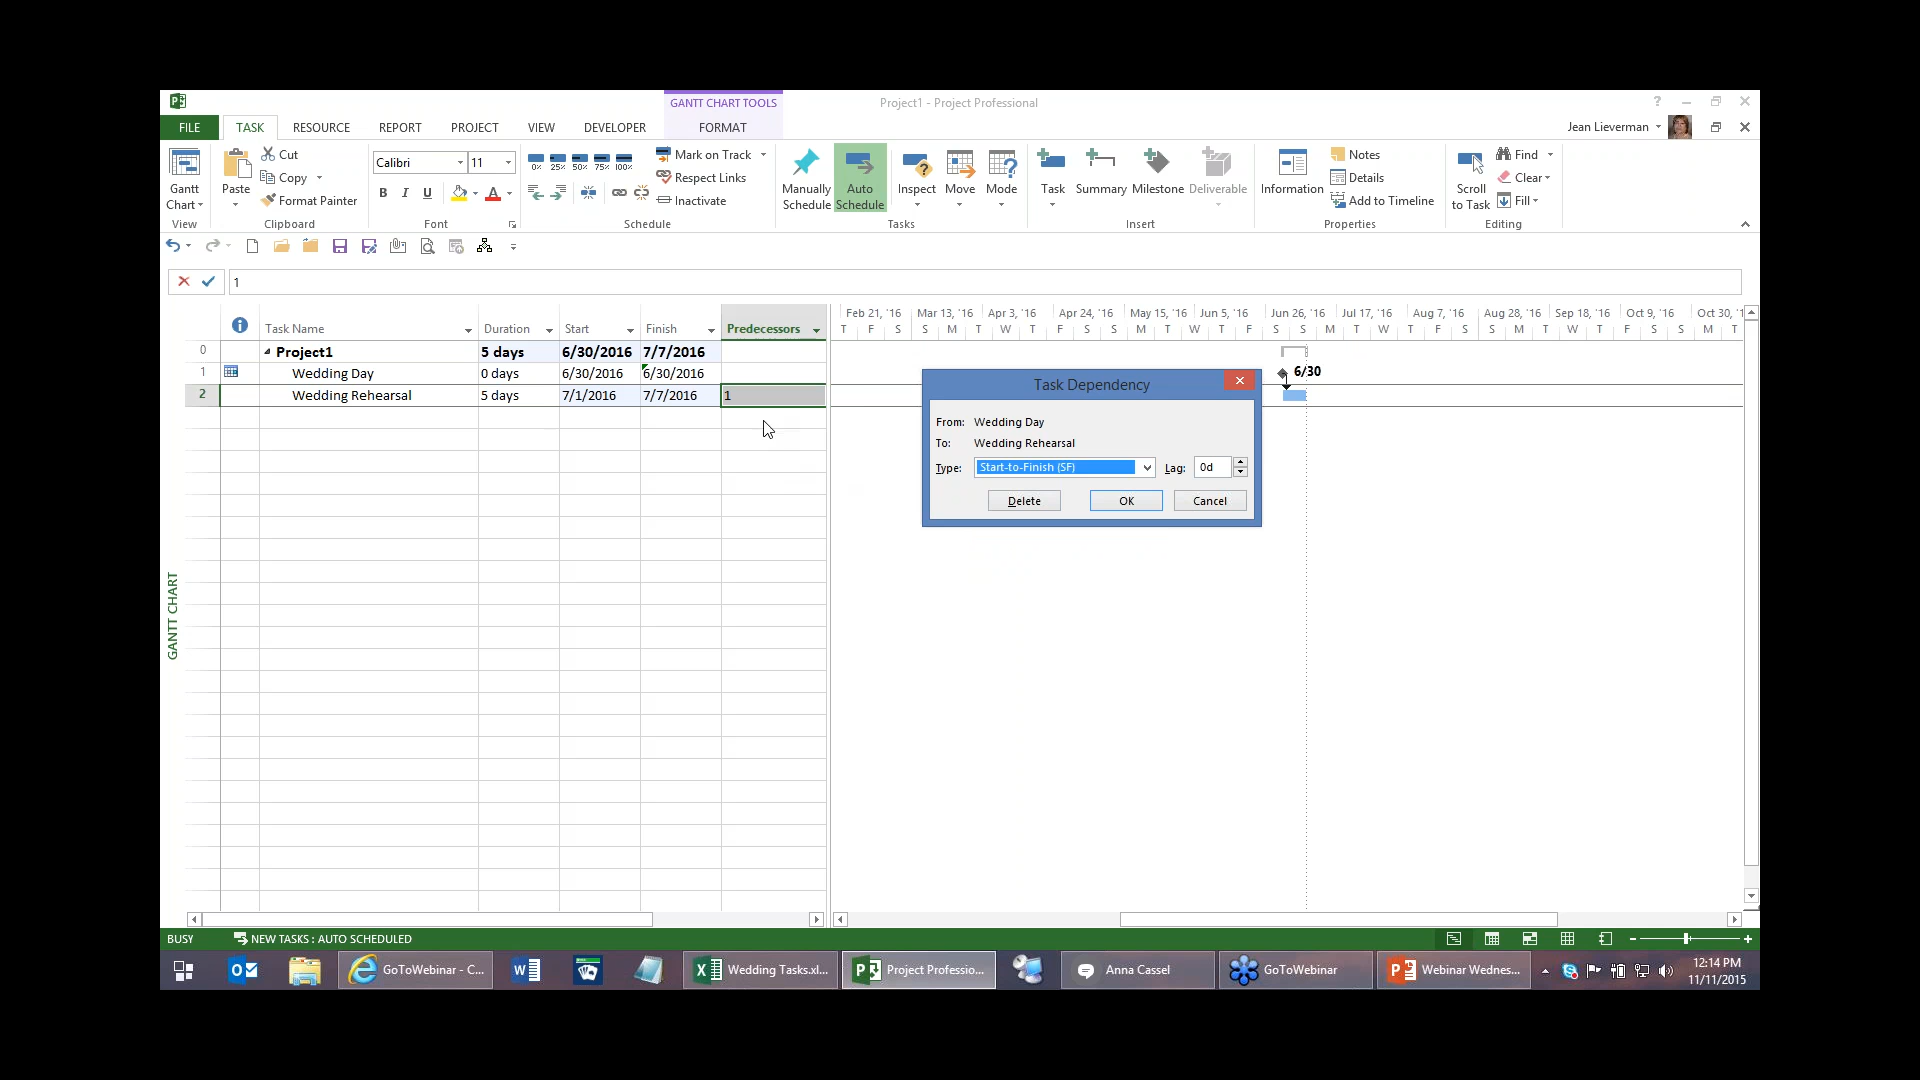 GANTT CHART TOOLS
Project1 - Project Professional
FILE TASK RESOURCE REPORT PROJECT VIEW DEVELOPER FORMAT
Jean Lieverman
Gantt Chart
View
Paste
Cut
Copy
Format Painter
Clipboard
Calibri 11
B I U A
Font
0% 25% 50% 75% 100%
Mark on Track
Respect Links
Inactivate
Schedule
Manually Schedule
Auto Schedule
Inspect
Move
Mode
Tasks
Task
Summary
Milestone
Deliverable
Insert
Information
Notes
Details
Add to Timeline
Properties
Scroll to Task
Find
Clear
Fill
Editing
1
Task Name Duration Start Finish Predecessors
0 Project1 5 days 6/30/2016 7/7/2016
1 Wedding Day 0 days 6/30/2016 6/30/2016
2 Wedding Rehearsal 5 days 7/1/2016 7/7/2016 1
Feb 21, '16 Mar 13, '16 Apr 3, '16 Apr 24, '16 May 15, '16 Jun 5, '16 Jun 26, '16 Jul 17, '16 Aug 7, '16 Aug 28, '16 Sep 18, '16 Oct 9, '16 Oct 30, '1
T F S S M T W T F S S M T W T F S S M T W T F S S M
6/30
Task Dependency
From: Wedding Day
To: Wedding Rehearsal
Type: Start-to-Finish (SF) Lag: 0d
Delete OK Cancel
GANTT CHART
BUSY NEW TASKS : AUTO SCHEDULED
GoToWebinar - C...
Wedding Tasks.xl...
Project Professio...
Anna Cassel
GoToWebinar
Webinar Wednes...
12:14 PM
11/11/2015